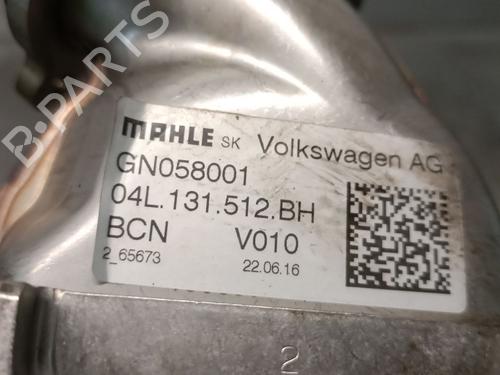 B-PARTS
MAHLE SK Volkswagen AG
GN058001
04L.131.512.BH
BCN V010
2_65673 22.06.16
2